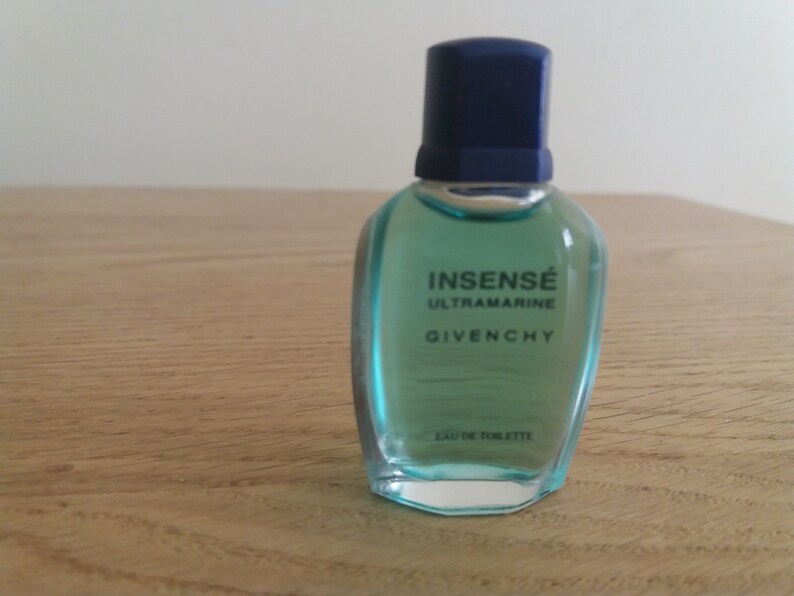 INSENSÉ
ULTRAMARINE
GIVENCHY
EAU DE TOILETTE